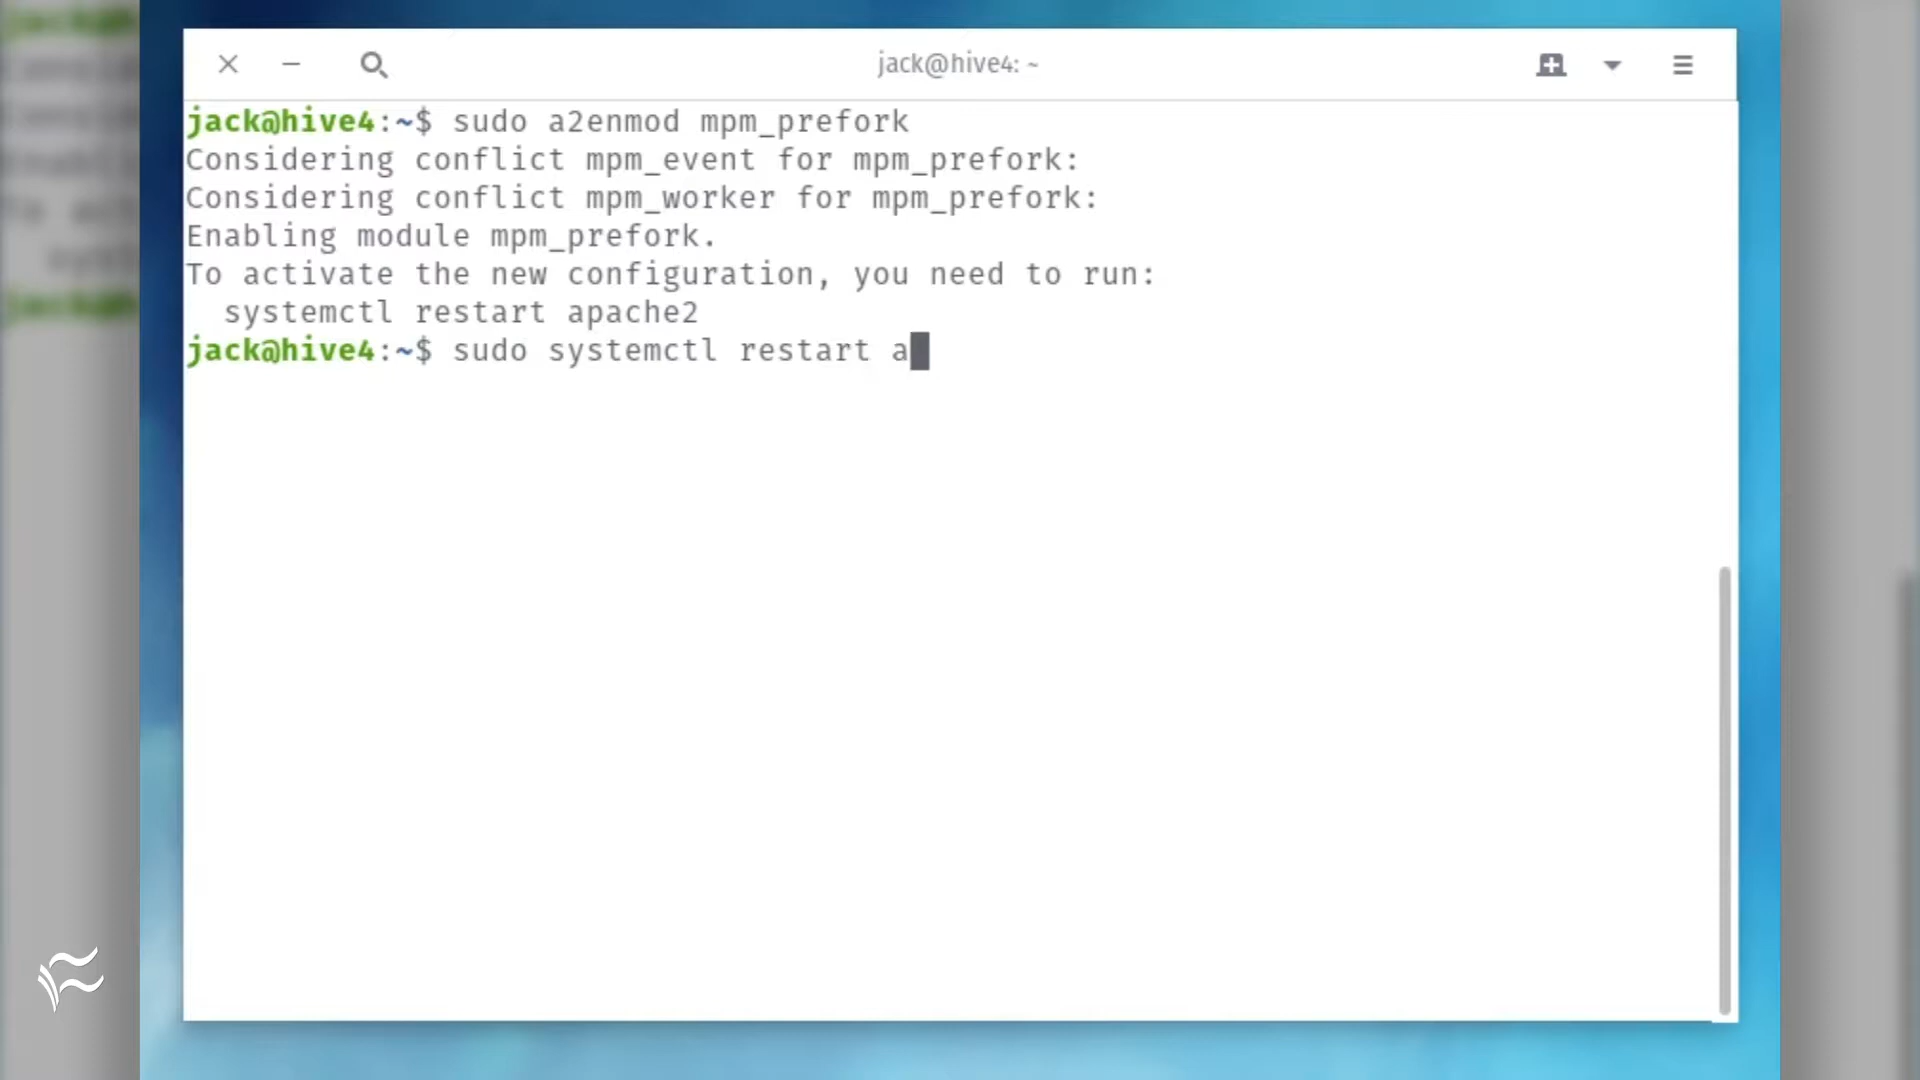 jack@hive4: ~
jack@hive4:~$ sudo a2enmod mpm_prefork
Considering conflict mpm_event for mpm_prefork:
Considering conflict mpm_worker for mpm_prefork:
Enabling module mpm_prefork.
To activate the new configuration, you need to run:
  systemctl restart apache2
jack@hive4:~$ sudo systemctl restart a